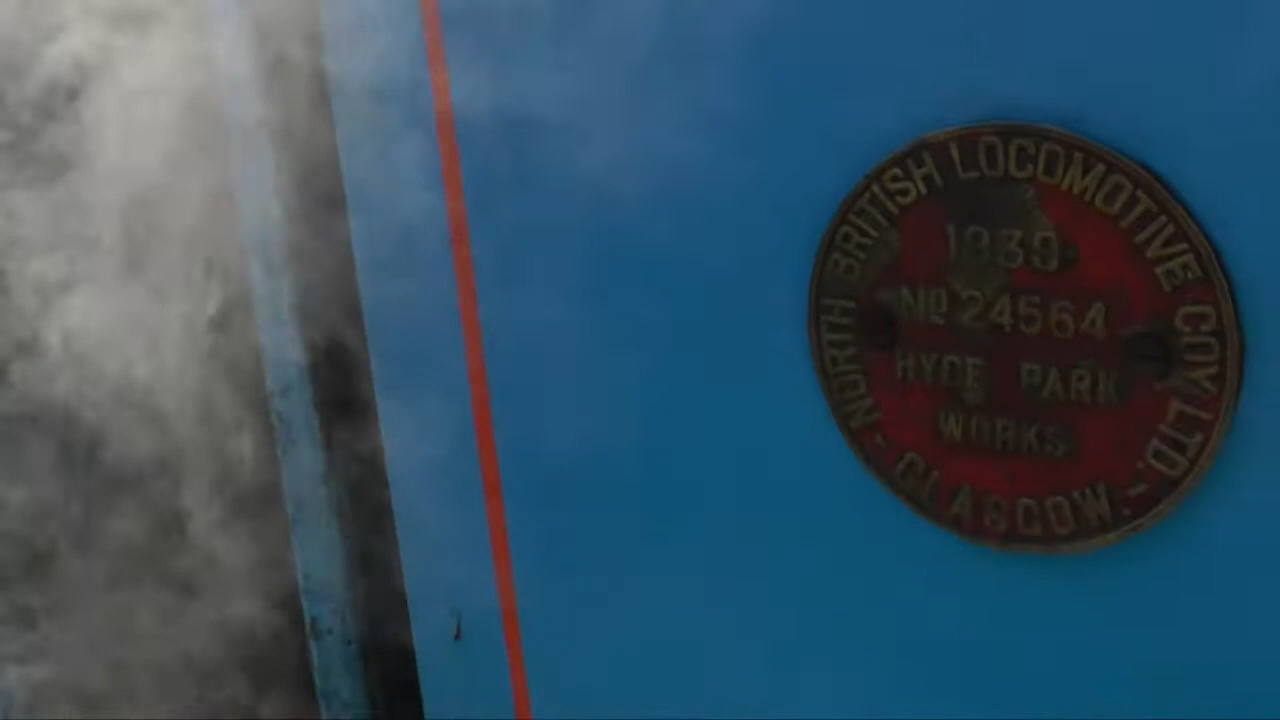 NORTH BRITISH LOCOMOTIVE COY LTD.
1939
No 24564
HYDE PARK
WORKS
- GLASGOW. -